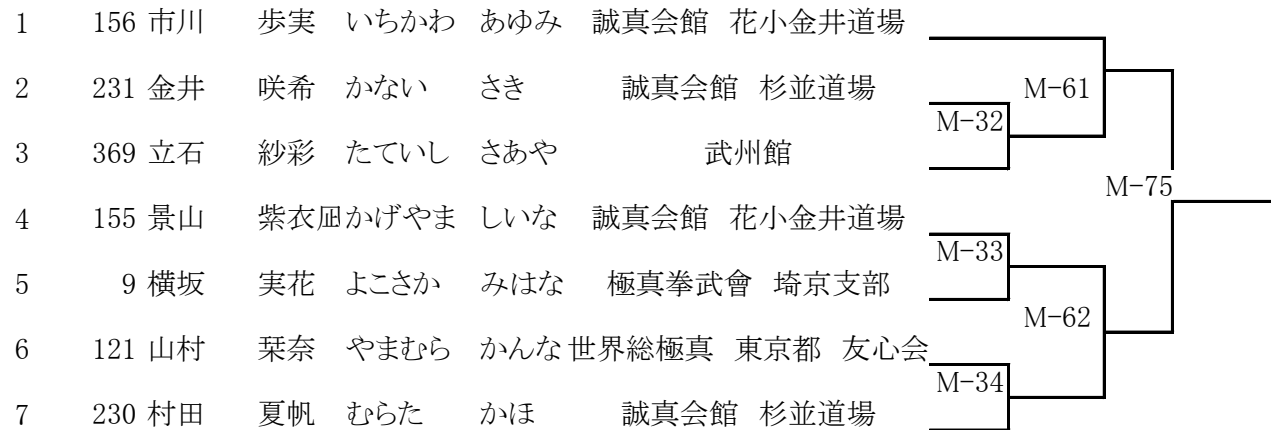 1 156 市川 歩実 いちかわ あゆみ 誠真会館 花小金井道場
2 231 金井 咲希 かない さき 誠真会館 杉並道場 M-61
M-32
3 369 立石 紗彩 たていし さあや 武州館
M-75
4 155 景山 紫衣凪 かげやま しいな 誠真会館 花小金井道場
M-33
5 9 横坂 実花 よこさか みはな 極真拳武會 埼京支部
M-62
6 121 山村 栞奈 やまむら かんな 世界総極真 東京都 友心会
M-34
7 230 村田 夏帆 むらた かほ 誠真会館 杉並道場